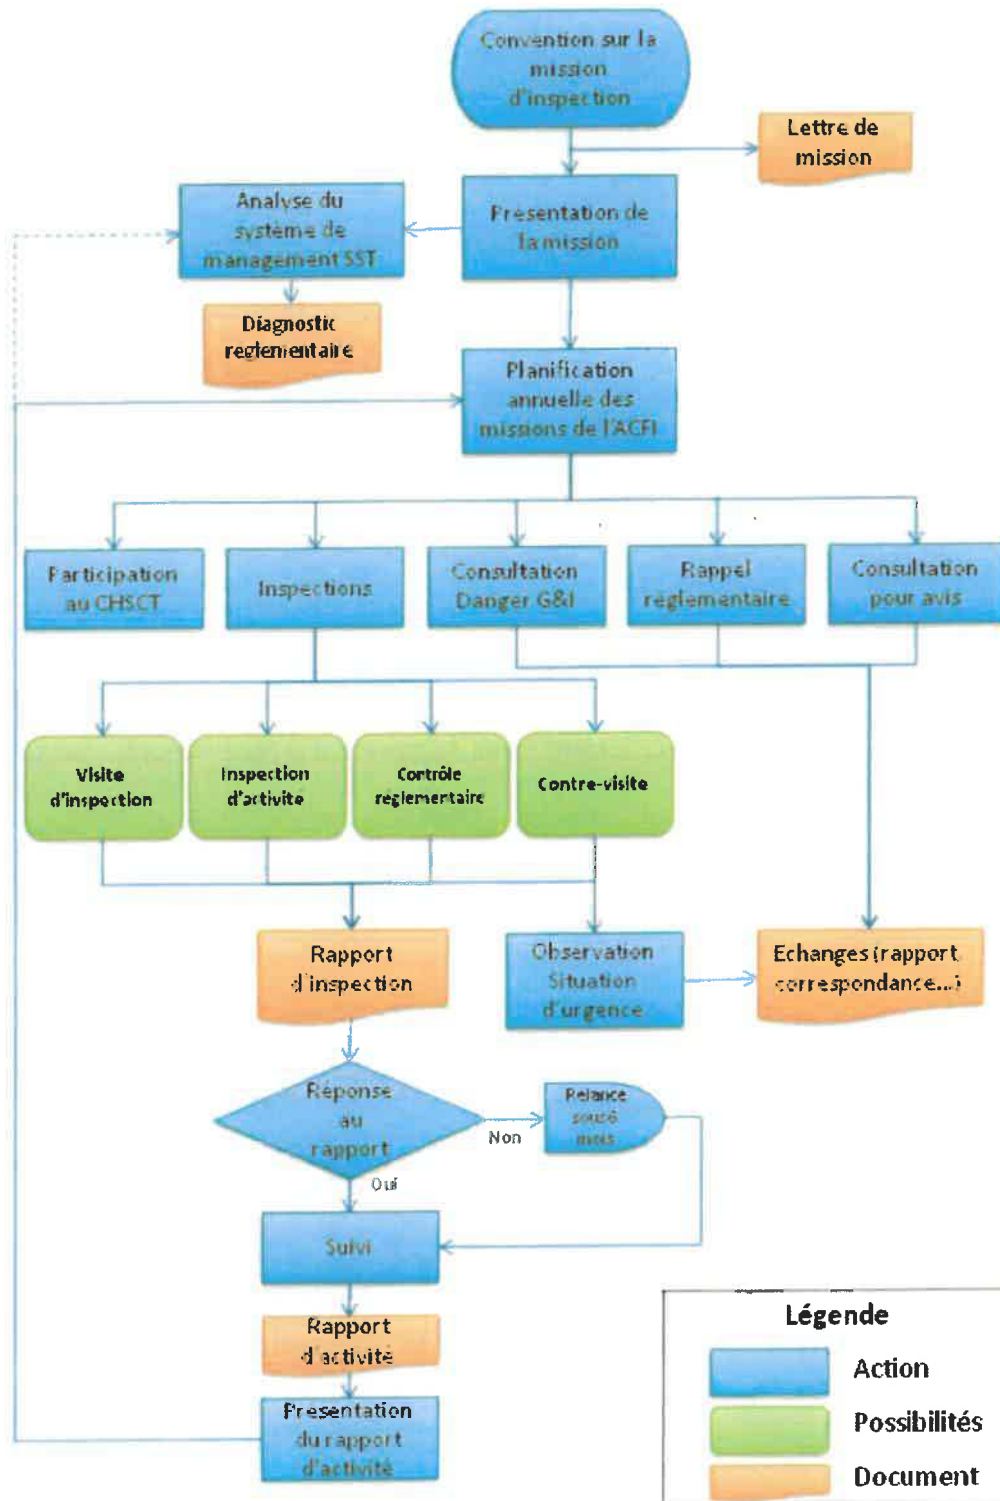 Convention sur la
mission
d'inspection
Lettre de
mission
Analyse du
système de
management SST
Présentation de
la mission
Diagnostic
réglementaire
Planification
annuelle des
missions de l'ACFI
Participation
au CHSCT
Inspections
Consultation
Danger G&I
Rappel
réglementaire
Consultation
pour avis
Visite
d'inspection
Inspection
d'activité
Contrôle
réglementaire
Contre-visite
Rapport
d'inspection
Observation
Situation
d'urgence
Echanges (rapport,
correspondance...)
Réponse
au
rapport
Non
Relance
sous 6
mois
Oui
Suivi
Rapport
d'activité
Présentation
du rapport
d'activité
Légende
Action
Possibilités
Document